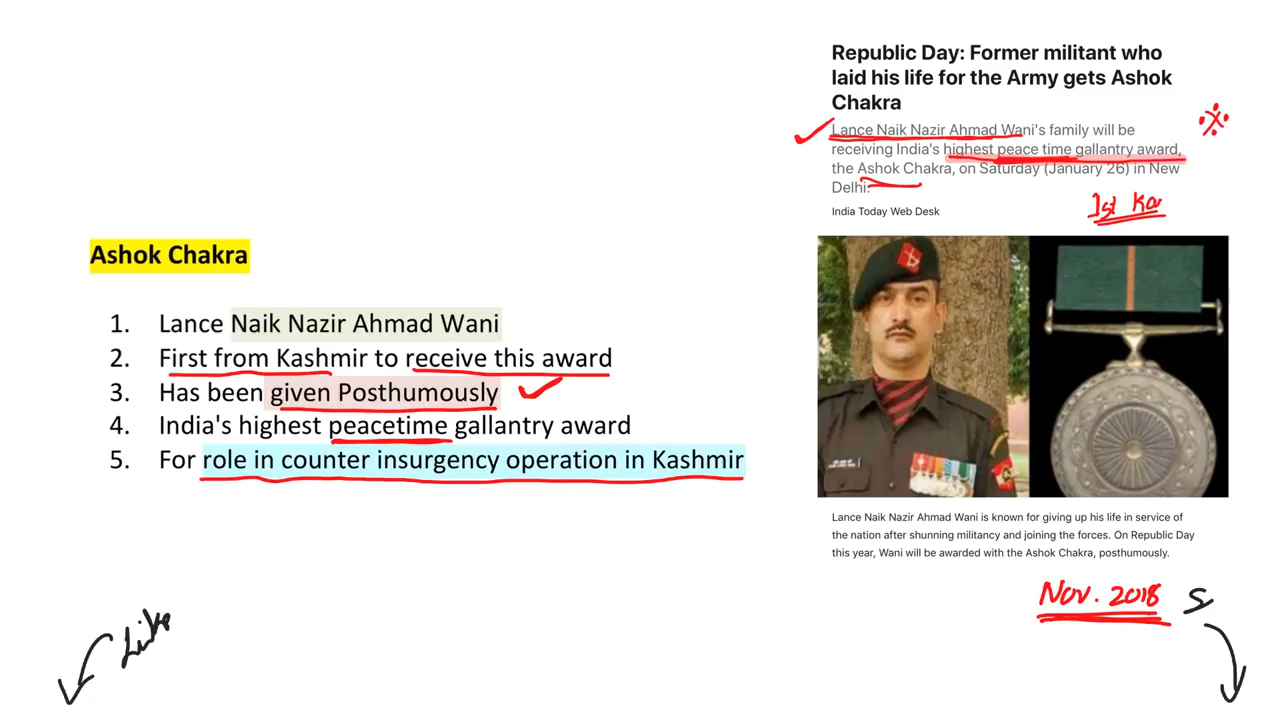 Republic Day: Former militant who
laid his life for the Army gets Ashok
Chakra
Lance Naik Nazir Ahmad Wani's family will be
receiving India's highest peace time gallantry award,
the Ashok Chakra, on Saturday (January 26) in New
Delhi.
India Today Web Desk
1st Ka
Ashok Chakra
1. Lance Naik Nazir Ahmad Wani
2. First from Kashmir to receive this award
3. Has been given Posthumously
4. India's highest peacetime gallantry award
5. For role in counter insurgency operation in Kashmir
Lance Naik Nazir Ahmad Wani is known for giving up his life in service of
the nation after shunning militancy and joining the forces. On Republic Day
this year, Wani will be awarded with the Ashok Chakra, posthumously.
Nov. 2018 S
Like